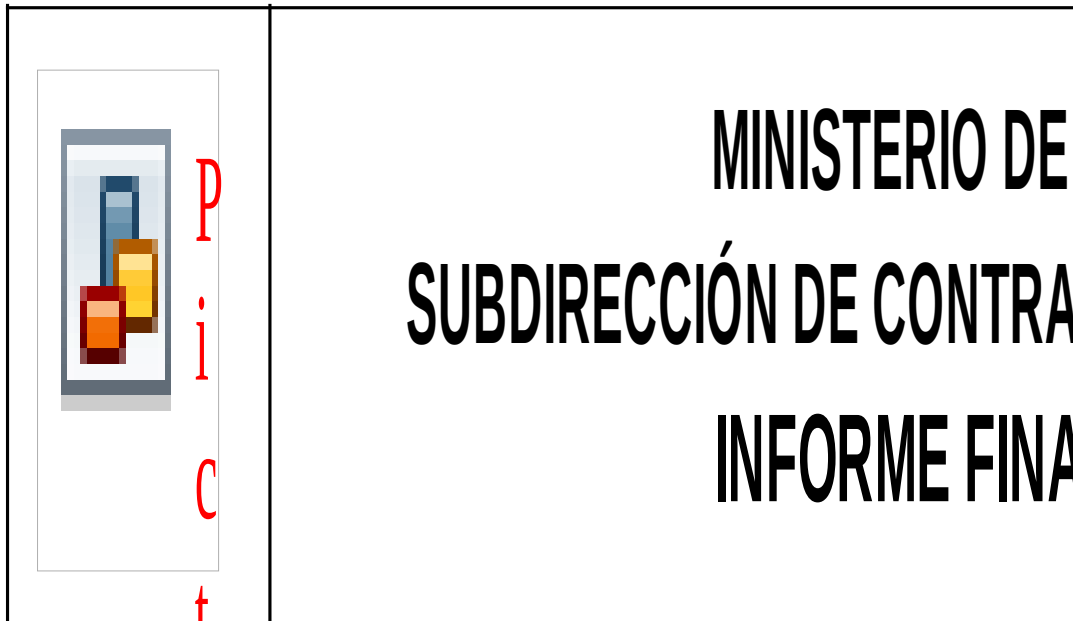 P
i
c
t
MINISTERIO DE
SUBDIRECCIÓN DE CONTRA
INFORME FINA